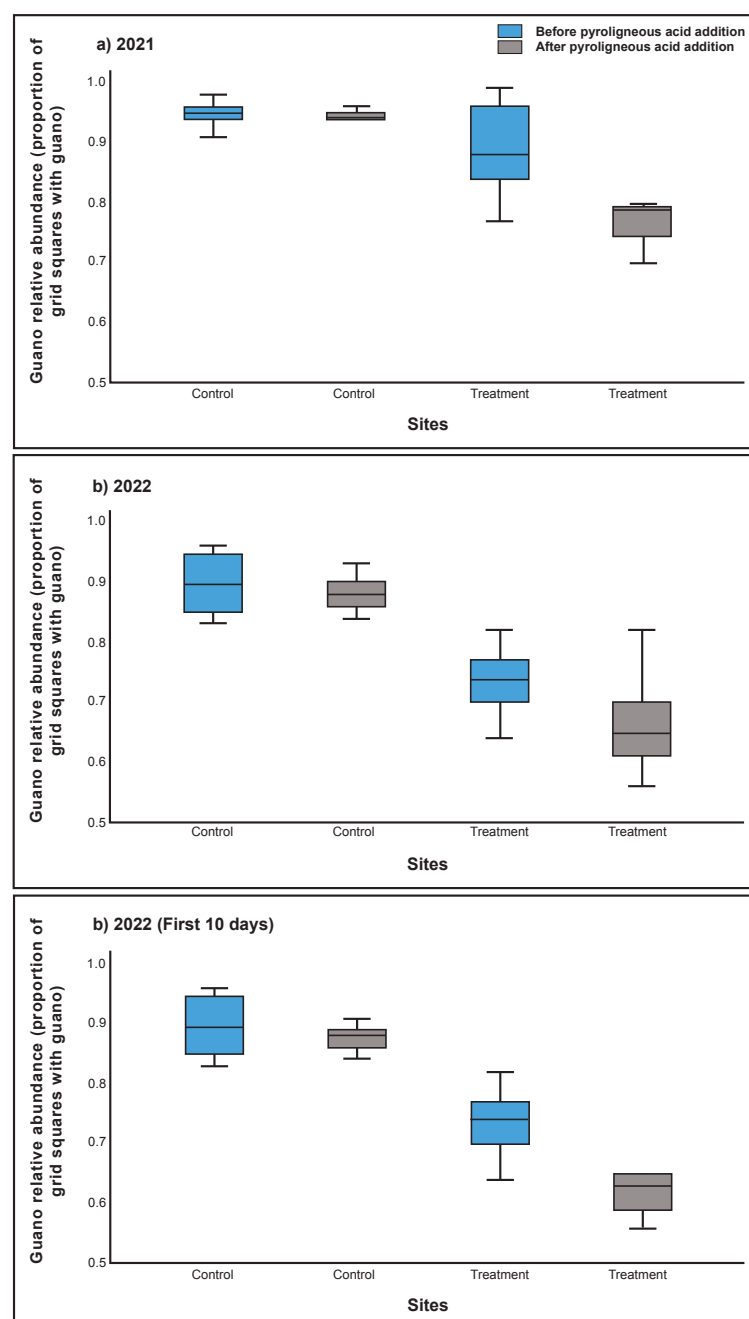 a) 2021
Before pyroligneous acid addition
After pyroligneous acid addition
Guano relative abundance (proportion of
grid squares with guano)
1.0
0.9
0.8
0.7
0.6
0.5
Control
Control
Treatment
Treatment
Sites
b) 2022
Guano relative abundance (proportion of
grid squares with guano)
1.0
0.9
0.8
0.7
0.6
0.5
Control
Control
Treatment
Treatment
Sites
b) 2022 (First 10 days)
Guano relative abundance (proportion of
grid squares with guano)
1.0
0.9
0.8
0.7
0.6
0.5
Control
Control
Treatment
Treatment
Sites